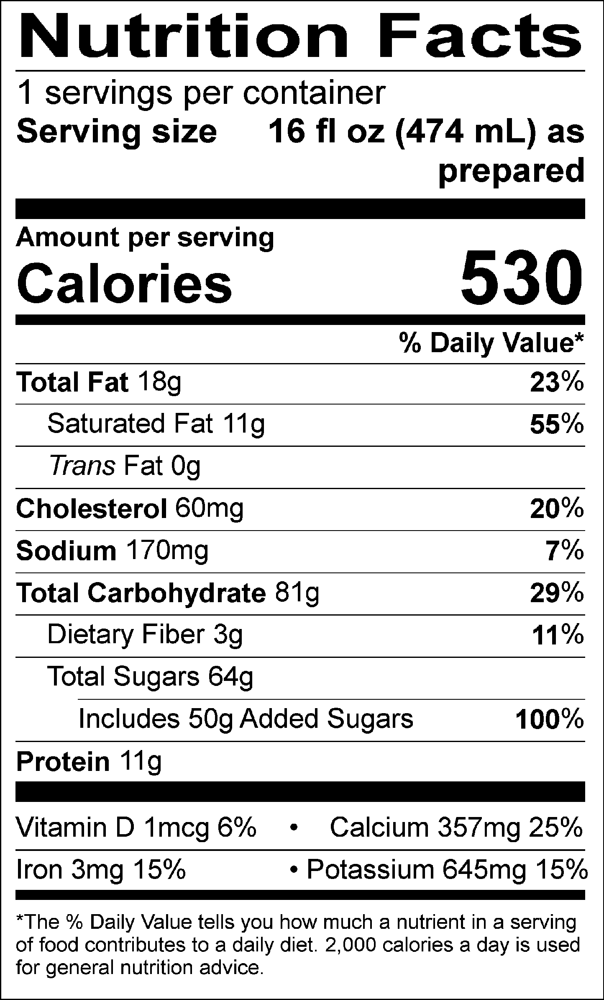 Nutrition Facts
1 servings per container
Serving size 16 fl oz (474 mL) as
prepared
Amount per serving
Calories 530
% Daily Value*
Total Fat 18g 23%
Saturated Fat 11g 55%
Trans Fat 0g
Cholesterol 60mg 20%
Sodium 170mg 7%
Total Carbohydrate 81g 29%
Dietary Fiber 3g 11%
Total Sugars 64g
Includes 50g Added Sugars 100%
Protein 11g
Vitamin D 1mcg 6% • Calcium 357mg 25%
Iron 3mg 15% • Potassium 645mg 15%
*The % Daily Value tells you how much a nutrient in a serving
of food contributes to a daily diet. 2,000 calories a day is used
for general nutrition advice.